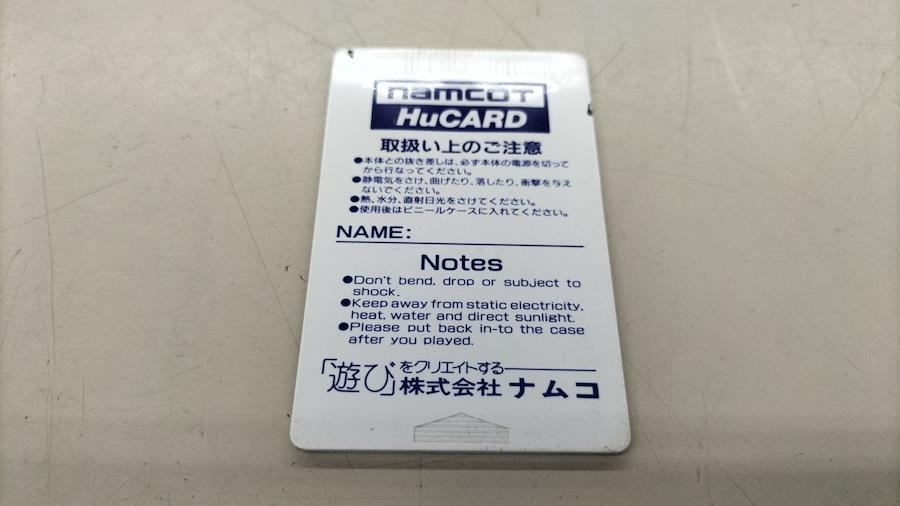 namcot
HuCARD
取扱い上のご注意
●本体との抜き差しは、必ず本体の電源を切って
から行なってください。
●静電気をさけ、曲げたり、落したり、衝撃を与え
ないでください。
●熱、水分、直射日光をさけてください。
●使用後はビニールケースに入れてください。
NAME:
Notes
●Don't bend, drop or subject to
shock.
●Keep away from static electricity,
heat, water and direct sunlight.
●Please put back in-to the case
after you played.
「遊び」をクリエイトする
株式会社 ナムコ